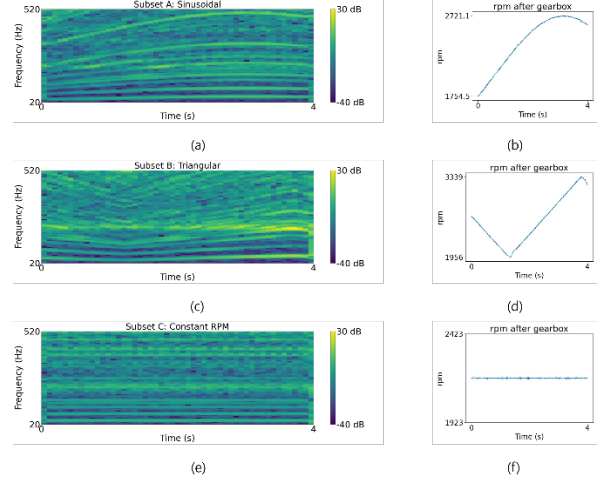 Subset A: Sinusoidal
520
Frequency (Hz)
20
0
Time (s)
4
30 dB
-40 dB
(a)
rpm after gearbox
2721.1
rpm
1754.5
0
Time (s)
4
(b)
Subset B: Triangular
520
Frequency (Hz)
20
0
Time (s)
4
30 dB
-40 dB
(c)
rpm after gearbox
3339
rpm
1956
0
Time (s)
4
(d)
Subset C: Constant RPM
520
Frequency (Hz)
20
0
Time (s)
4
30 dB
-40 dB
(e)
rpm after gearbox
2423
rpm
1923
0
Time (s)
4
(f)